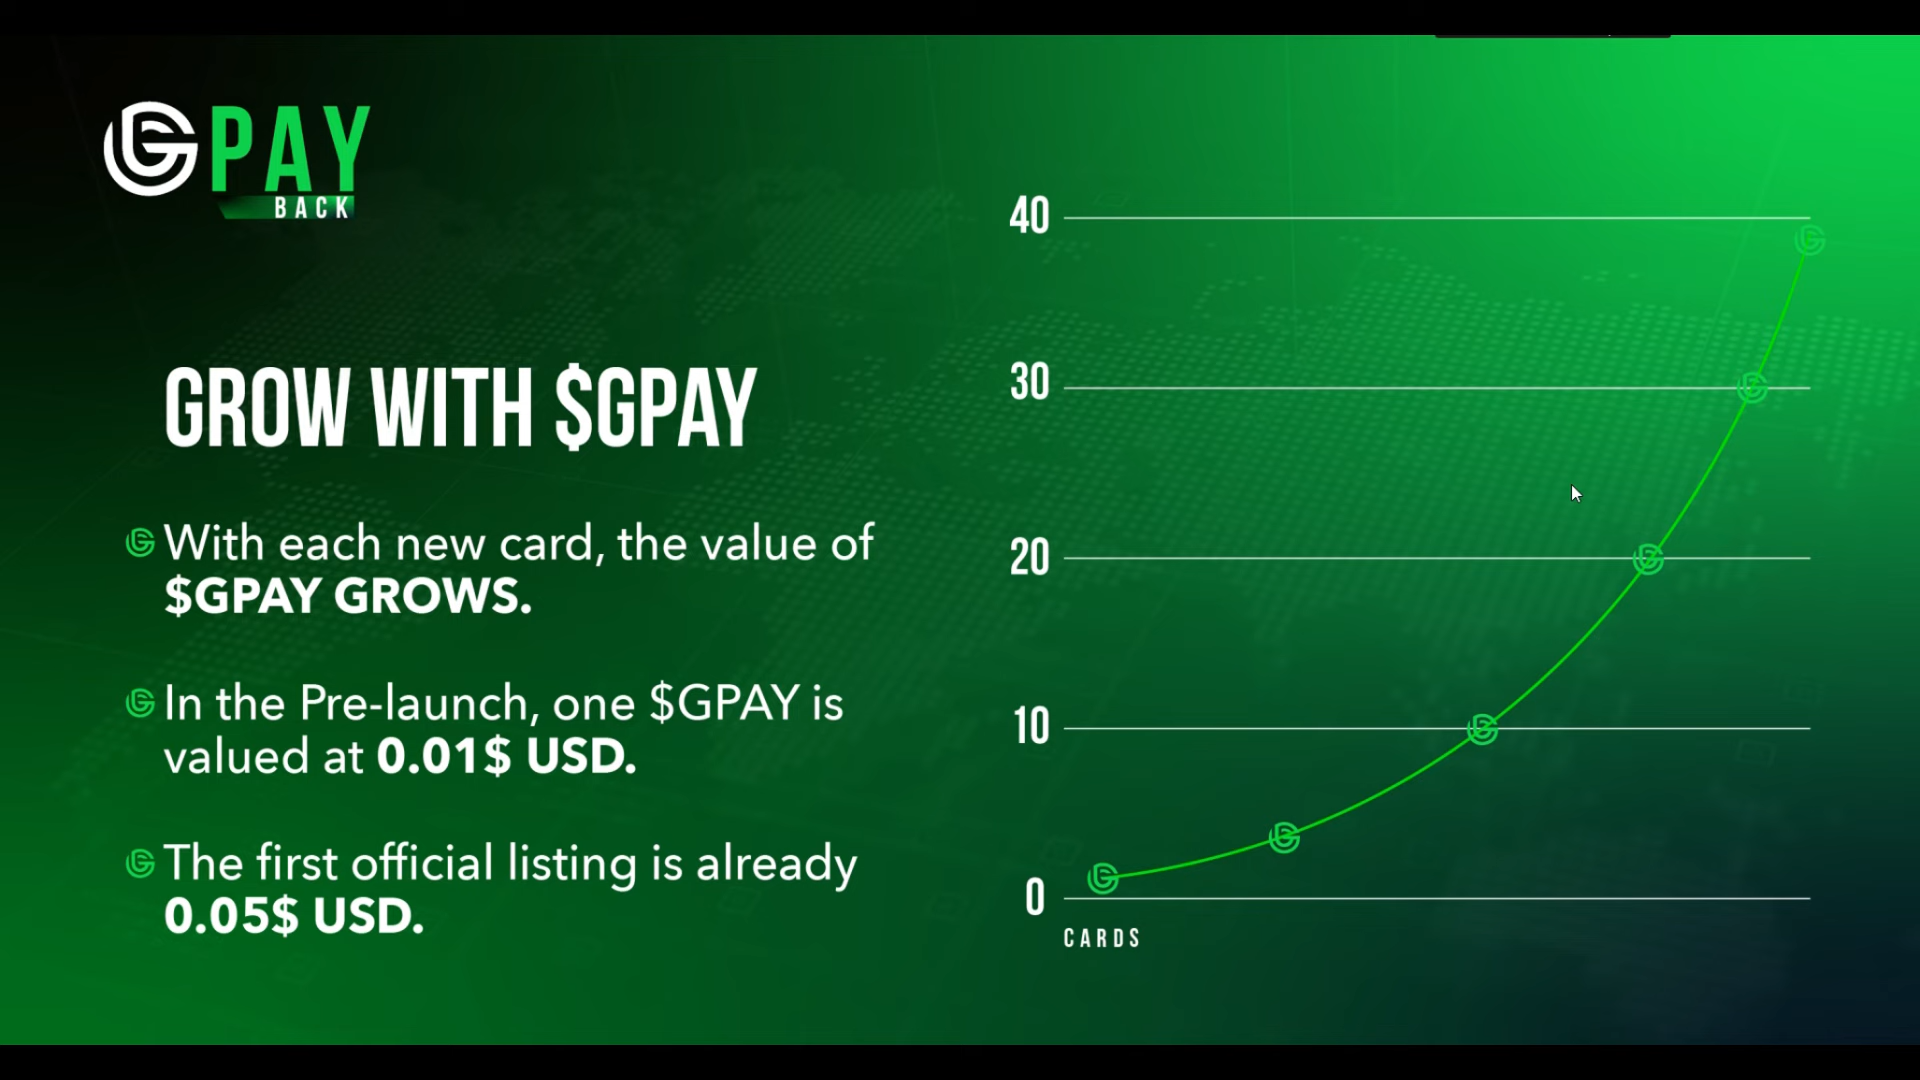 GPAY
BACK
GROW WITH $GPAY
With each new card, the value of
$GPAY GROWS.
In the Pre-launch, one $GPAY is
valued at 0.01$ USD.
The first official listing is already
0.05$ USD.
40
30
20
10
0
CARDS